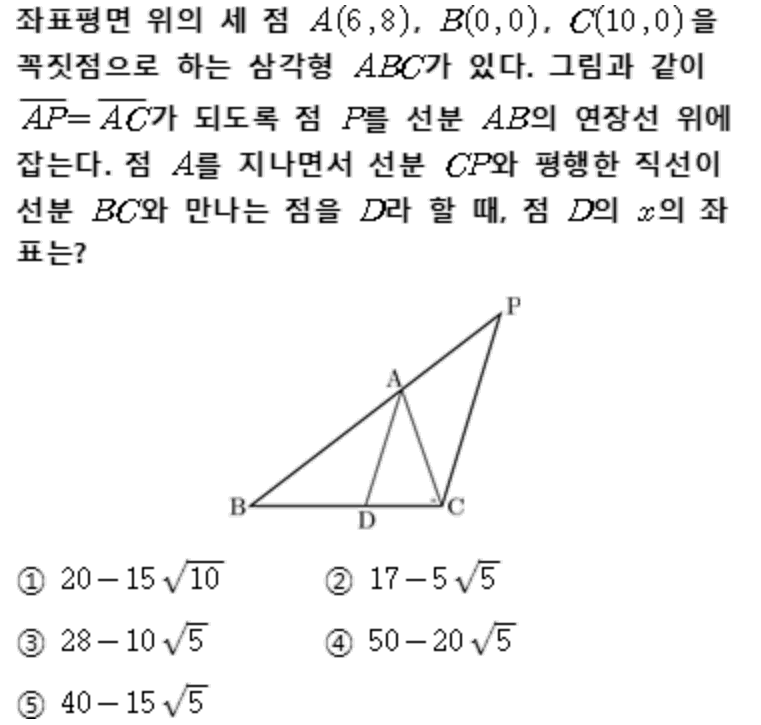 좌표평면 위의 세 점 A(6,8), B(0,0), C(10,0)을
꼭짓점으로 하는 삼각형 ABC가 있다. 그림과 같이
A̅P̅=A̅C̅가 되도록 점 P를 선분 AB의 연장선 위에
잡는다. 점 A를 지나면서 선분 CP와 평행한 직선이
선분 BC와 만나는 점을 D라 할 때, 점 D의 x의 좌
표는?
P
A
B
D
C
① 20-15√10 ② 17-5√5
③ 28-10√5 ④ 50-20√5
⑤ 40-15√5